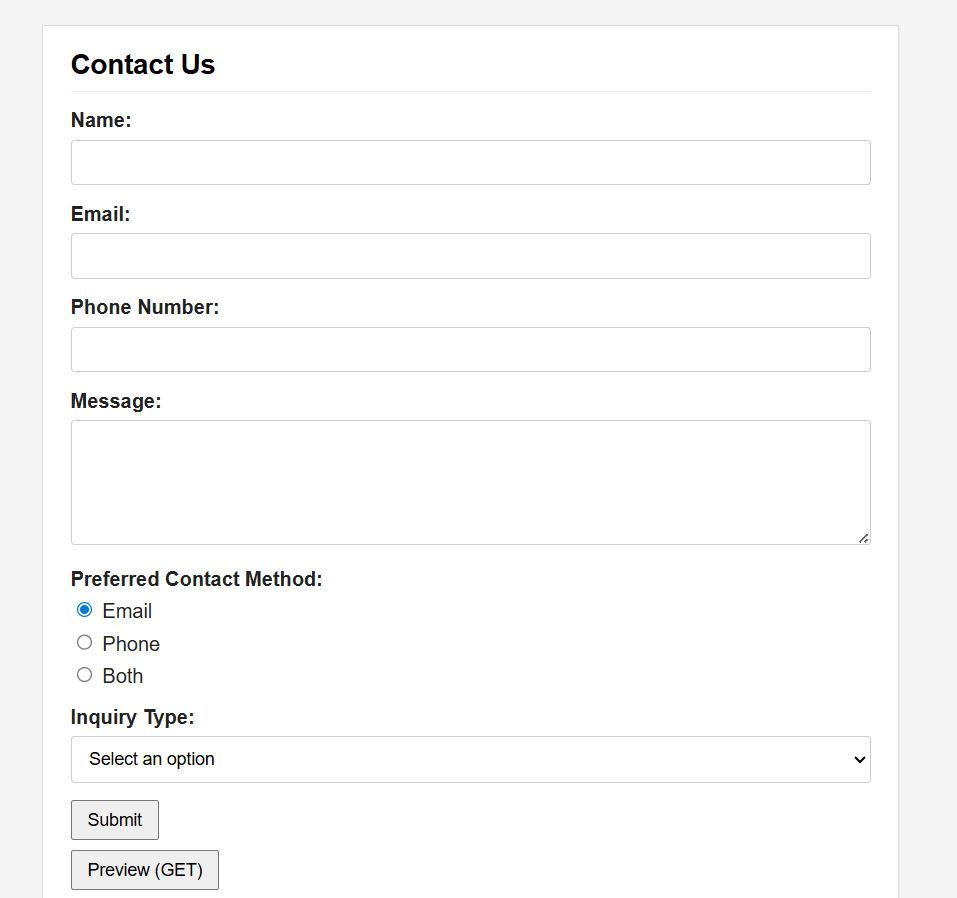 Contact Us
Name:
Email:
Phone Number:
Message:
Preferred Contact Method:
Email
Phone
Both
Inquiry Type:
Select an option
Submit
Preview (GET)